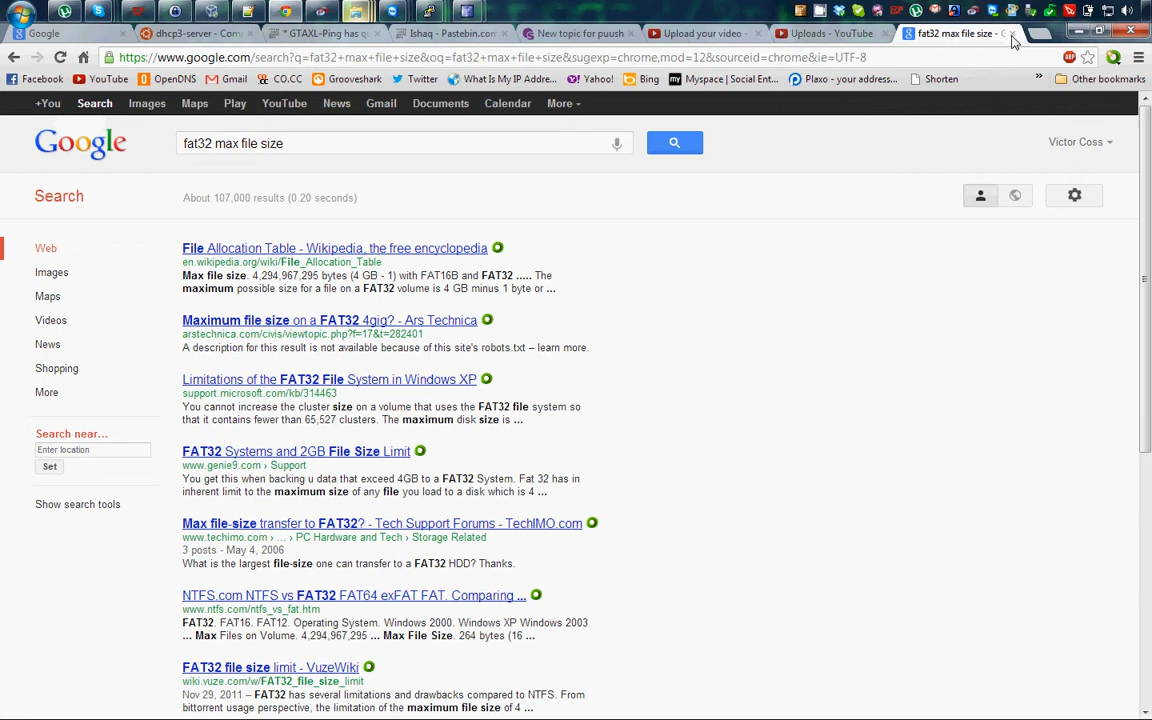 Google
dhcp3-server - Com
* GTAXL-Ping has q
Ishaq - Pastebin.com
New topic for puush
Upload your video -
Uploads - YouTube
fat32 max file size - G
https://www.google.com/search?q=fat32+max+file+size&oq=fat32+max+file+size&sugexp=chrome,mod=12&sourceid=chrome&ie=UTF-8
Facebook
YouTube
OpenDNS
Gmail
CO.CC
Grooveshark
Twitter
What Is My IP Addre...
Yahoo!
Bing
Myspace | Social Ent...
Plaxo - your address...
Shorten
»
Other bookmarks
+You
Search
Images
Maps
Play
YouTube
News
Gmail
Documents
Calendar
More
Google
fat32 max file size
Victor Coss
Search
About 107,000 results (0.20 seconds)
Web
Images
Maps
Videos
News
Shopping
More
Search near...
Enter location
Set
Show search tools
File Allocation Table - Wikipedia, the free encyclopedia
en.wikipedia.org/wiki/File_Allocation_Table
Max file size. 4,294,967,295 bytes (4 GB - 1) with FAT16B and FAT32 ..... The
maximum possible size for a file on a FAT32 volume is 4 GB minus 1 byte or ...
Maximum file size on a FAT32 4gig? - Ars Technica
arstechnica.com/civis/viewtopic.php?f=17&t=282401
A description for this result is not available because of this site's robots.txt – learn more.
Limitations of the FAT32 File System in Windows XP
support.microsoft.com/kb/314463
You cannot increase the cluster size on a volume that uses the FAT32 file system so
that it contains fewer than 65,527 clusters. The maximum disk size is ...
FAT32 Systems and 2GB File Size Limit
www.genie9.com › Support
You get this when backing u data that exceed 4GB to a FAT32 System. Fat 32 has in
inherent limit to the maximum size of any file you load to a disk which is 4 ...
Max file-size transfer to FAT32? - Tech Support Forums - TechIMO.com
www.techimo.com › ... › PC Hardware and Tech › Storage Related
3 posts - May 4, 2006
What is the largest file-size one can transfer to a FAT32 HDD? Thanks.
NTFS.com NTFS vs FAT32 FAT64 exFAT FAT. Comparing ...
www.ntfs.com/ntfs_vs_fat.htm
FAT32. FAT16. FAT12. Operating System. Windows 2000. Windows XP Windows 2003
... Max Files on Volume. 4,294,967,295 ... Max File Size. 264 bytes (16 ...
FAT32 file size limit - VuzeWiki
wiki.vuze.com/w/FAT32_file_size_limit
Nov 29, 2011 – FAT32 has several limitations and drawbacks compared to NTFS. From
bittorrent usage perspective, the limitation of the maximum file size of 4 ...